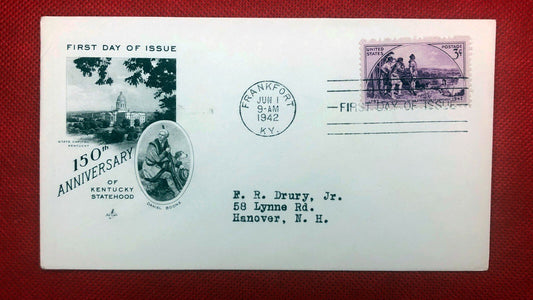 FIRST DAY OF ISSUE
STATE CAPITOL
KENTUCKY
150th
ANNIVERSARY
OF
KENTUCKY
STATEHOOD
DANIEL BOONE
FRANKFORT
JUN 1
9-AM
1942
KY.
UNITED
STATES
POSTAGE
3¢
FIRST DAY OF ISSUE
F. R. Drury, Jr.
58 Lynne Rd.
Hanover, N. H.